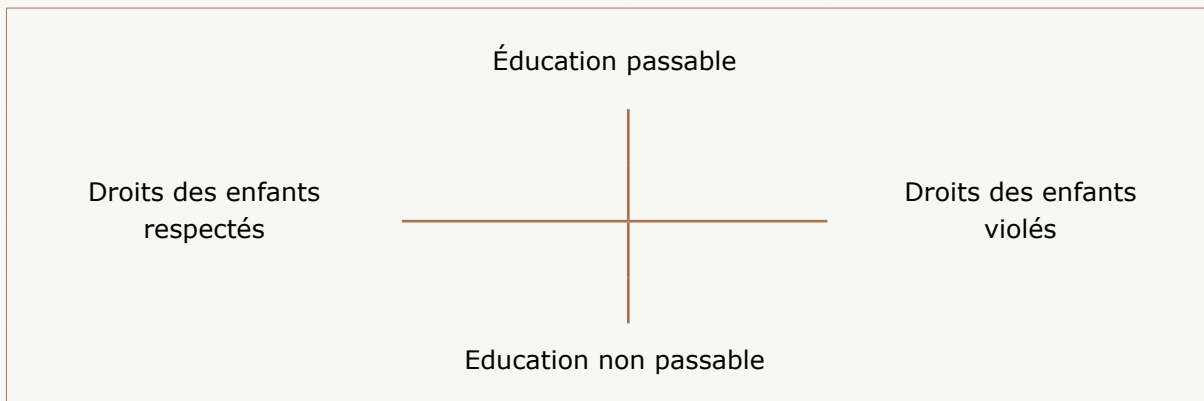 Éducation passable
Droits des enfants
respectés
Droits des enfants
violés
Education non passable